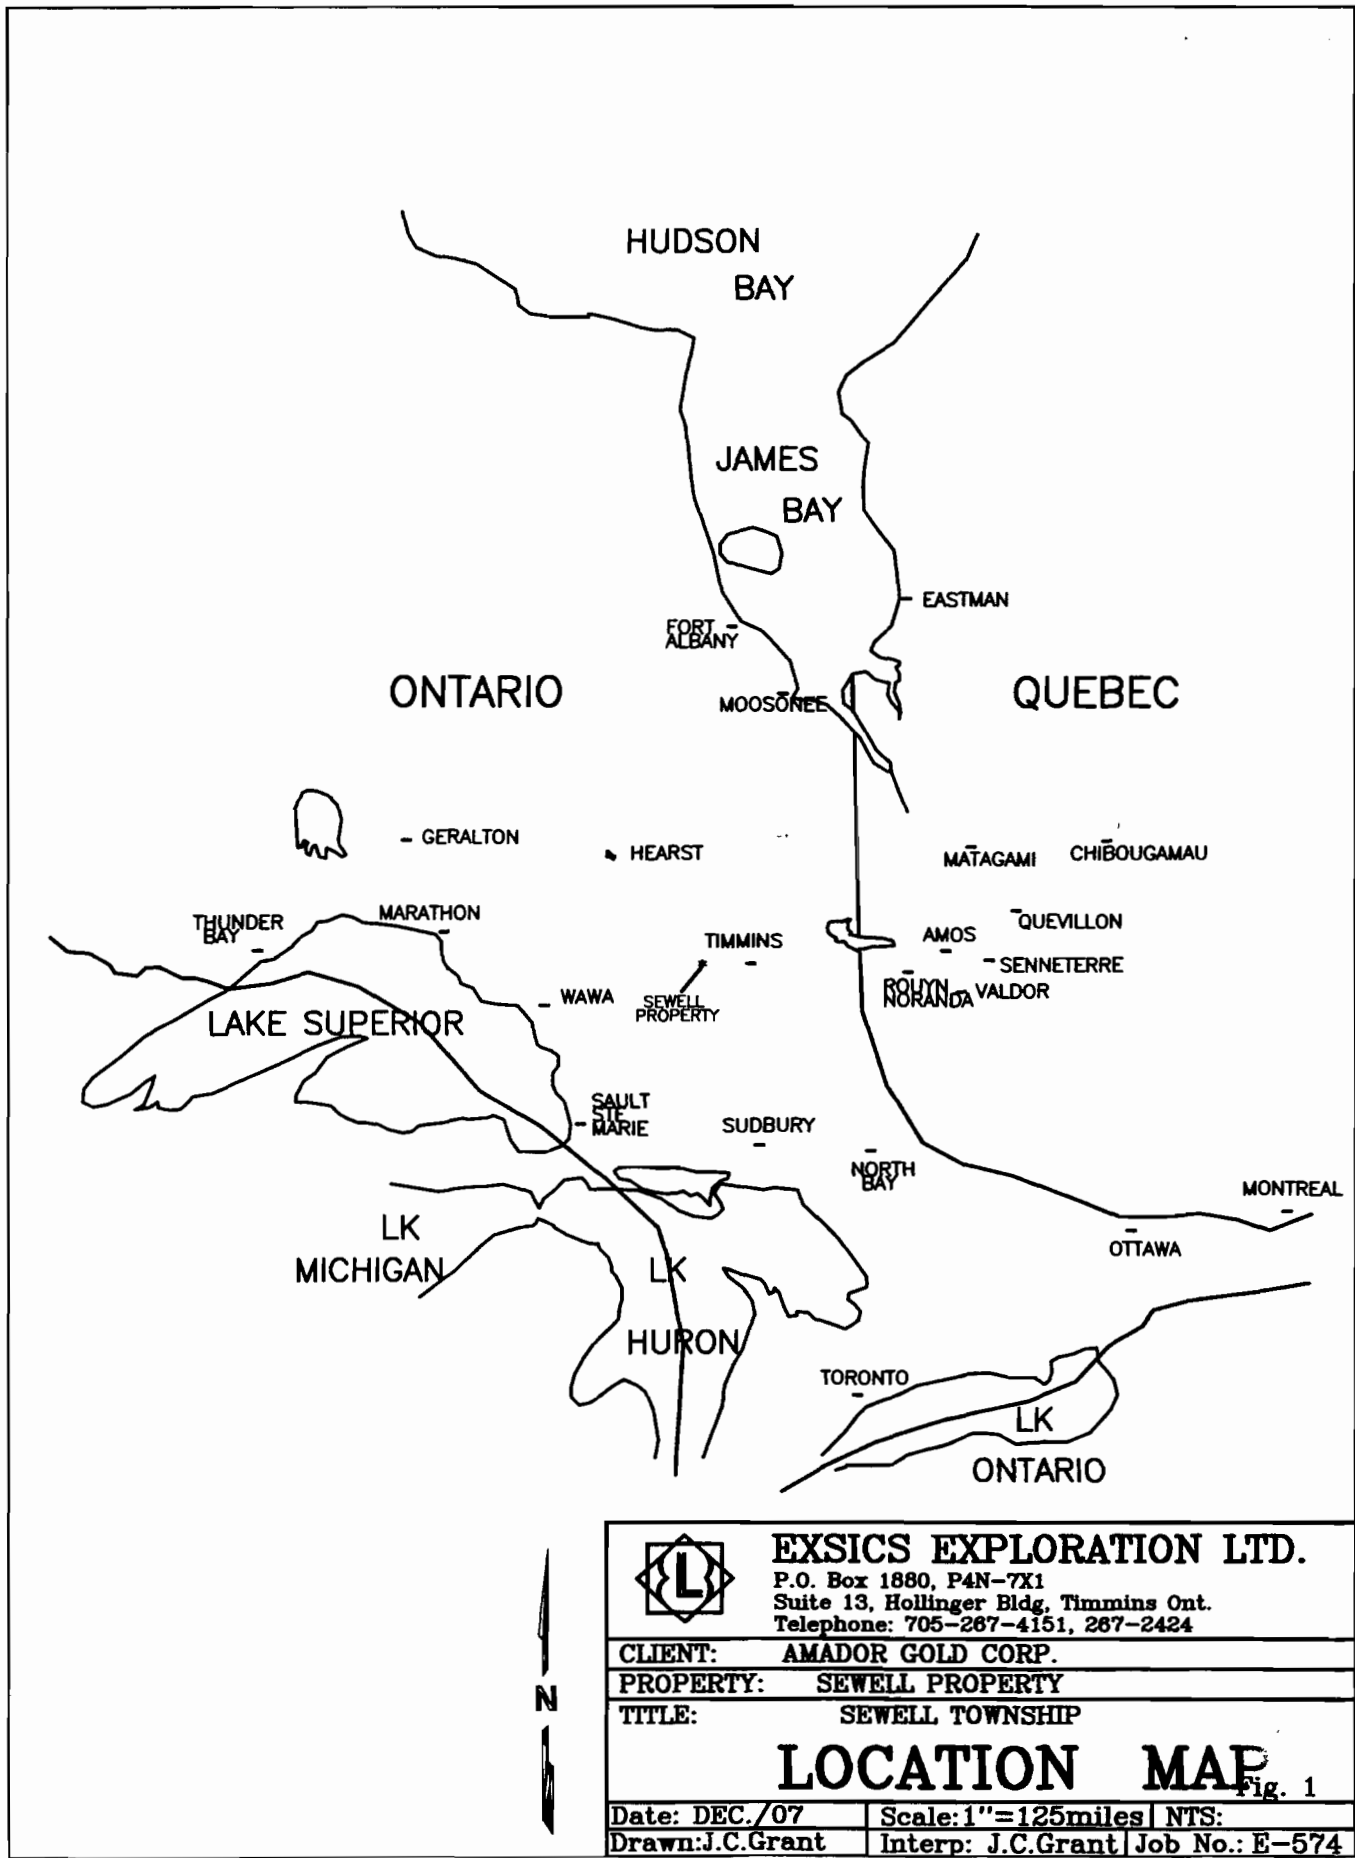 HUDSON
BAY
JAMES
BAY
EASTMAN
FORT
ALBANY
ONTARIO
QUEBEC
MOOSONEE
GERALTON
HEARST
MATAGAMI
CHIBOUGAMAU
THUNDER
BAY
MARATHON
TIMMINS
AMOS
QUEVILLON
SENNETERRE
ROUYN
NORANDA
VALDOR
WAWA
SEWELL
PROPERTY
LAKE SUPERIOR
SAULT
STE
MARIE
SUDBURY
NORTH
BAY
MONTREAL
OTTAWA
LK
MICHIGAN
LK
HURON
TORONTO
LK
ONTARIO
N
L
EXSICS EXPLORATION LTD.
P.O. Box 1880, P4N-7X1
Suite 13, Hollinger Bldg, Timmins Ont.
Telephone: 705-267-4151, 267-2424
CLIENT: AMADOR GOLD CORP.
PROPERTY: SEWELL PROPERTY
TITLE: SEWELL TOWNSHIP
LOCATION MAP
Fig. 1
Date: DEC./07 Scale: 1"=125miles NTS:
Drawn:J.C.Grant Interp: J.C.Grant Job No.: E-574